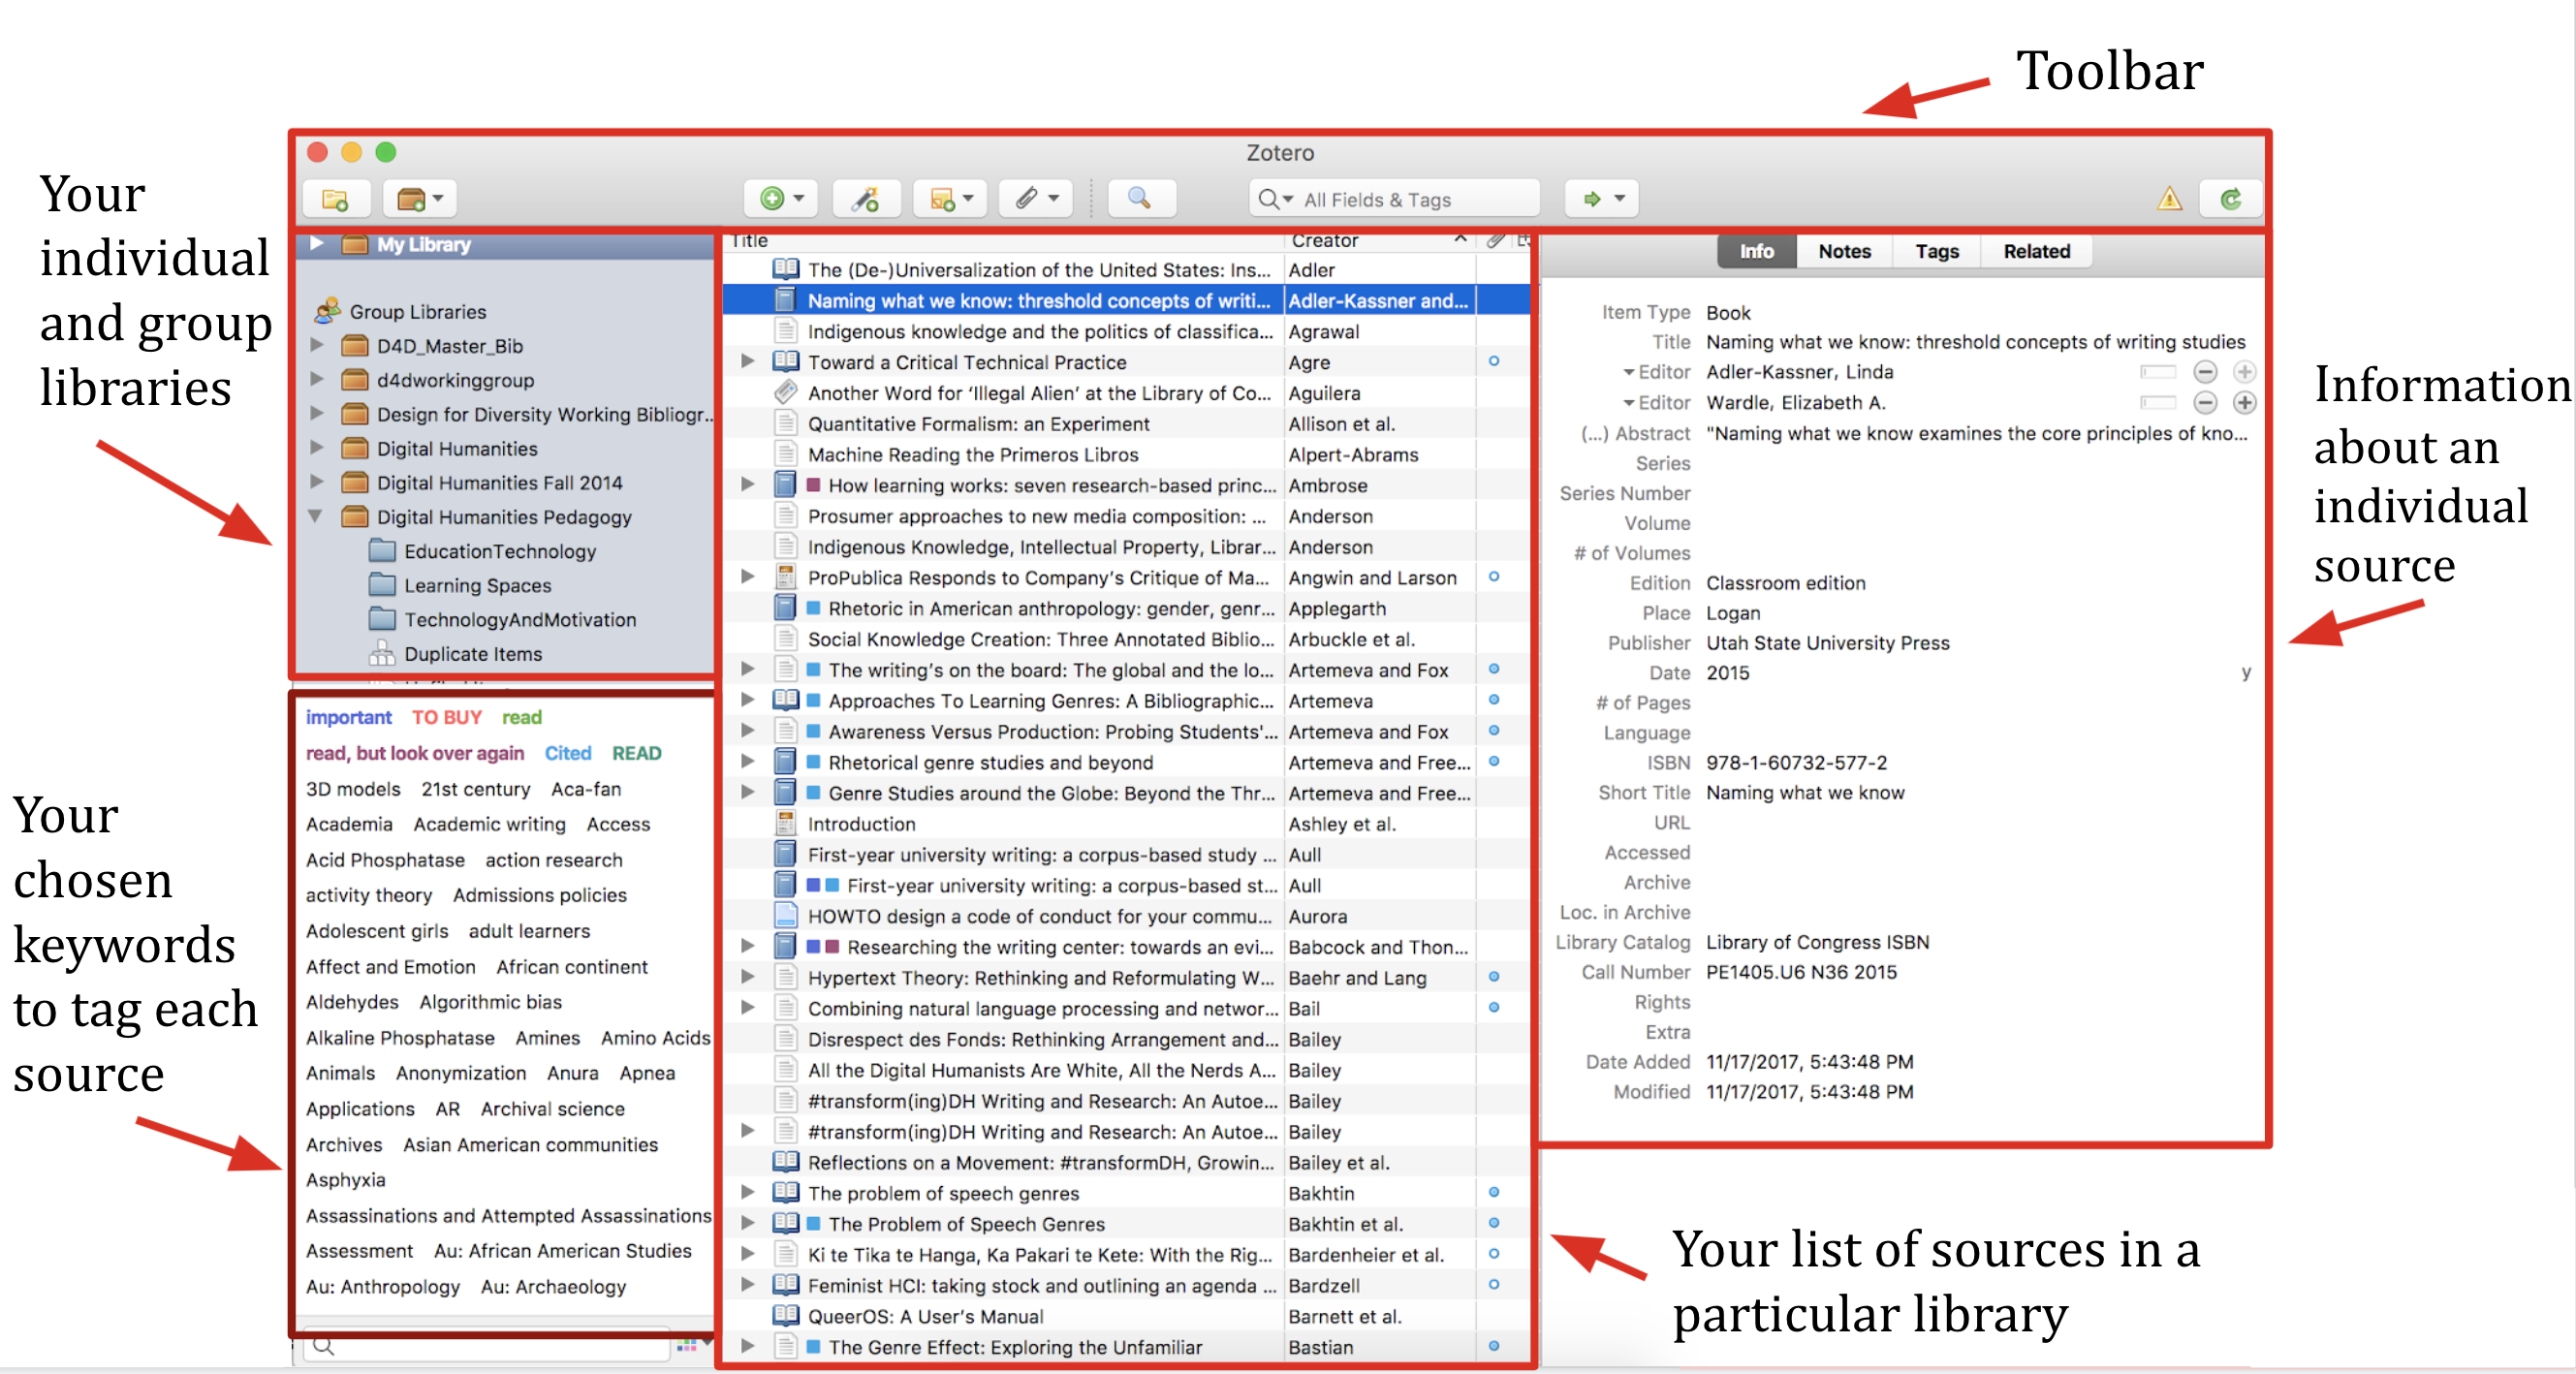 Toolbar
Zotero
All Fields & Tags
Your
individual
and group
libraries
My Library
Group Libraries
D4D_Master_Bib
d4dworkinggroup
Design for Diversity Working Bibliogr...
Digital Humanities
Digital Humanities Fall 2014
Digital Humanities Pedagogy
EducationTechnology
Learning Spaces
TechnologyAndMotivation
Duplicate Items
Your
chosen
keywords
to tag each
source
important TO BUY read
read, but look over again Cited READ
3D models 21st century Aca-fan
Academia Academic writing Access
Acid Phosphatase action research
activity theory Admissions policies
Adolescent girls adult learners
Affect and Emotion African continent
Aldehydes Algorithmic bias
Alkaline Phosphatase Amines Amino Acids
Animals Anonymization Anura Apnea
Applications AR Archival science
Archives Asian American communities
Asphyxia
Assassinations and Attempted Assassinations
Assessment Au: African American Studies
Au: Anthropology Au: Archaeology
Title Creator
The (De-)Universalization of the United States: Ins... Adler
Naming what we know: threshold concepts of writi... Adler-Kassner and...
Indigenous knowledge and the politics of classifica... Agrawal
Toward a Critical Technical Practice Agre
Another Word for ‘Illegal Alien’ at the Library of Co... Aguilera
Quantitative Formalism: an Experiment Allison et al.
Machine Reading the Primeros Libros Alpert-Abrams
How learning works: seven research-based princ... Ambrose
Prosumer approaches to new media composition: ... Anderson
Indigenous Knowledge, Intellectual Property, Librar... Anderson
ProPublica Responds to Company’s Critique of Ma... Angwin and Larson
Rhetoric in American anthropology: gender, genr... Applegarth
Social Knowledge Creation: Three Annotated Biblio... Arbuckle et al.
The writing’s on the board: The global and the lo... Artemeva and Fox
Approaches To Learning Genres: A Bibliographic... Artemeva
Awareness Versus Production: Probing Students'... Artemeva and Fox
Rhetorical genre studies and beyond Artemeva and Free...
Genre Studies around the Globe: Beyond the Thr... Artemeva and Free...
Introduction Ashley et al.
First-year university writing: a corpus-based study ... Aull
First-year university writing: a corpus-based st... Aull
HOWTO design a code of conduct for your commu... Aurora
Researching the writing center: towards an evi... Babcock and Thon...
Hypertext Theory: Rethinking and Reformulating W... Baehr and Lang
Combining natural language processing and networ... Bail
Disrespect des Fonds: Rethinking Arrangement and... Bailey
All the Digital Humanists Are White, All the Nerds A... Bailey
#transform(ing)DH Writing and Research: An Autoe... Bailey
#transform(ing)DH Writing and Research: An Autoe... Bailey
Reflections on a Movement: #transformDH, Growin... Bailey et al.
The problem of speech genres Bakhtin
The Problem of Speech Genres Bakhtin et al.
Ki te Tika te Hanga, Ka Pakari te Kete: With the Rig... Bardenheier et al.
Feminist HCI: taking stock and outlining an agenda ... Bardzell
QueerOS: A User’s Manual Barnett et al.
The Genre Effect: Exploring the Unfamiliar Bastian
Info Notes Tags Related
Item Type Book
Title Naming what we know: threshold concepts of writing studies
Editor Adler-Kassner, Linda
Editor Wardle, Elizabeth A.
(...) Abstract "Naming what we know examines the core principles of kno...
Series
Series Number
Volume
# of Volumes
Edition Classroom edition
Place Logan
Publisher Utah State University Press
Date 2015 y
# of Pages
Language
ISBN 978-1-60732-577-2
Short Title Naming what we know
URL
Accessed
Archive
Loc. in Archive
Library Catalog Library of Congress ISBN
Call Number PE1405.U6 N36 2015
Rights
Extra
Date Added 11/17/2017, 5:43:48 PM
Modified 11/17/2017, 5:43:48 PM
Information
about an
individual
source
Your list of sources in a
particular library